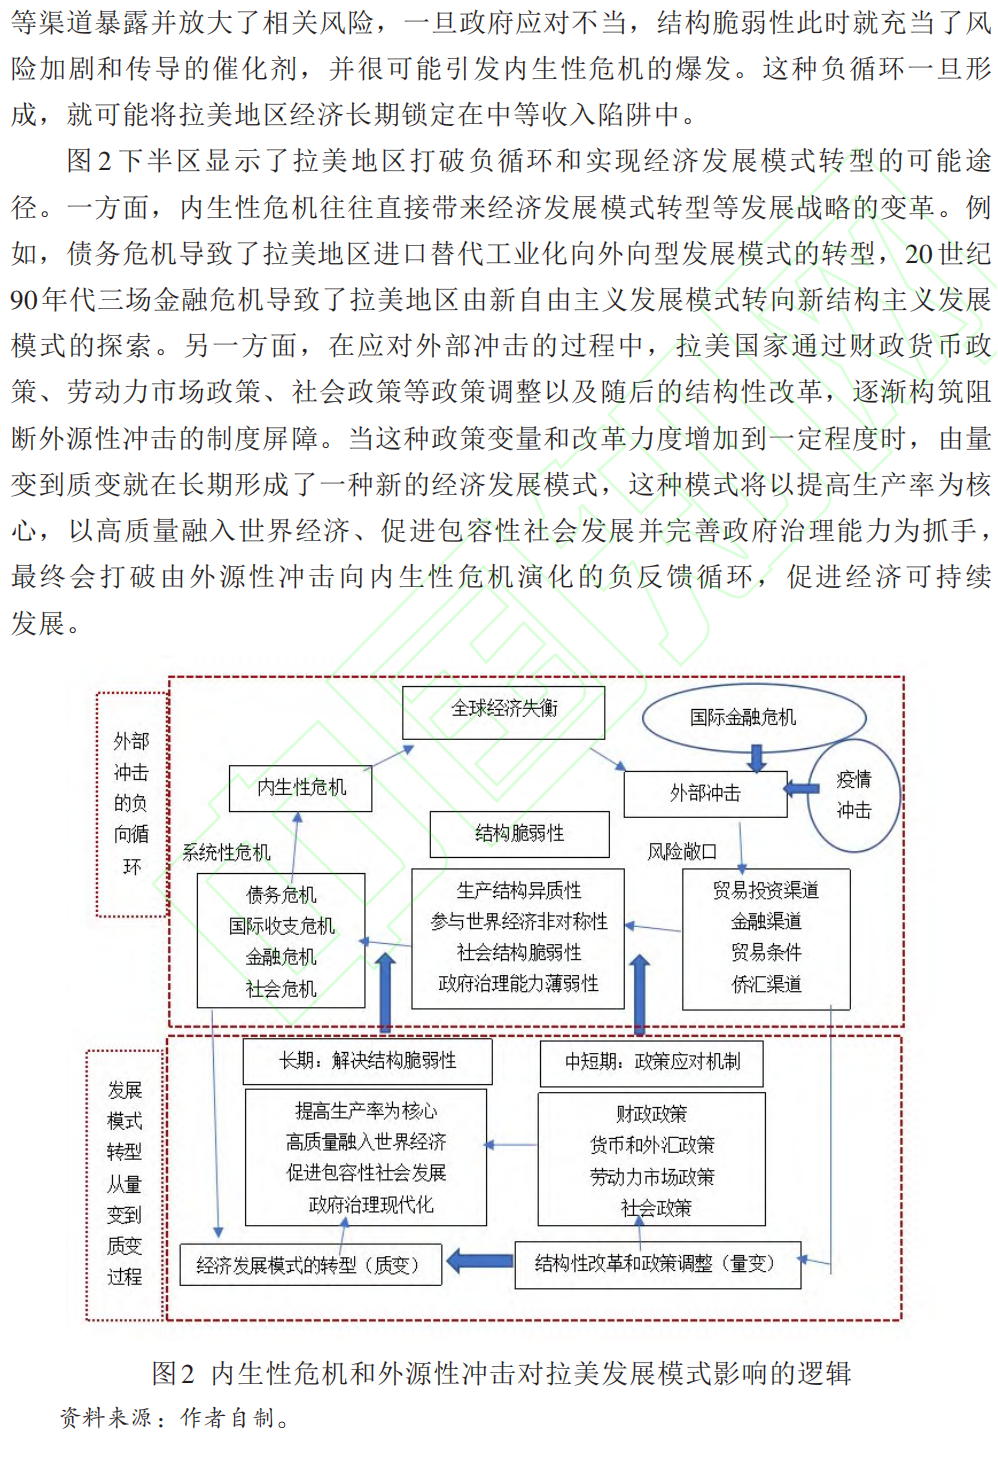 等渠道暴露并放大了相关风险，一旦政府应对不当，结构脆弱性此时就充当了风
险加剧和传导的催化剂，并很可能引发内生性危机的爆发。这种负循环一旦形
成，就可能将拉美地区经济长期锁定在中等收入陷阱中。
图2下半区显示了拉美地区打破负循环和实现经济发展模式转型的可能途
径。一方面，内生性危机往往直接带来经济发展模式转型等发展战略的变革。例
如，债务危机导致了拉美地区进口替代工业化向外向型发展模式的转型，20世纪
90年代三场金融危机导致了拉美地区由新自由主义发展模式转向新结构主义发展
模式的探索。另一方面，在应对外部冲击的过程中，拉美国家通过财政货币政
策、劳动力市场政策、社会政策等政策调整以及随后的结构性改革，逐渐构筑阻
断外源性冲击的制度屏障。当这种政策变量和改革力度增加到一定程度时，由量
变到质变就在长期形成了一种新的经济发展模式，这种模式将以提高生产率为核
心，以高质量融入世界经济、促进包容性社会发展并完善政府治理能力为抓手，
最终会打破由外源性冲击向内生性危机演化的负反馈循环，促进经济可持续
发展。
外部
冲击
的负
向循
环
全球经济失衡
国际金融危机
内生性危机
外部冲击
疫情
冲击
结构脆弱性
系统性危机
风险敞口
债务危机
国际收支危机
金融危机
社会危机
生产结构异质性
参与世界经济非对称性
社会结构脆弱性
政府治理能力薄弱性
贸易投资渠道
金融渠道
贸易条件
侨汇渠道
发展
模式
转型
从量
变到
质变
过程
长期：解决结构脆弱性
中短期：政策应对机制
提高生产率为核心
高质量融入世界经济
促进包容性社会发展
政府治理现代化
财政政策
货币和外汇政策
劳动力市场政策
社会政策
经济发展模式的转型（质变）
结构性改革和政策调整（量变）
图2 内生性危机和外源性冲击对拉美发展模式影响的逻辑
资料来源：作者自制。
中国知网